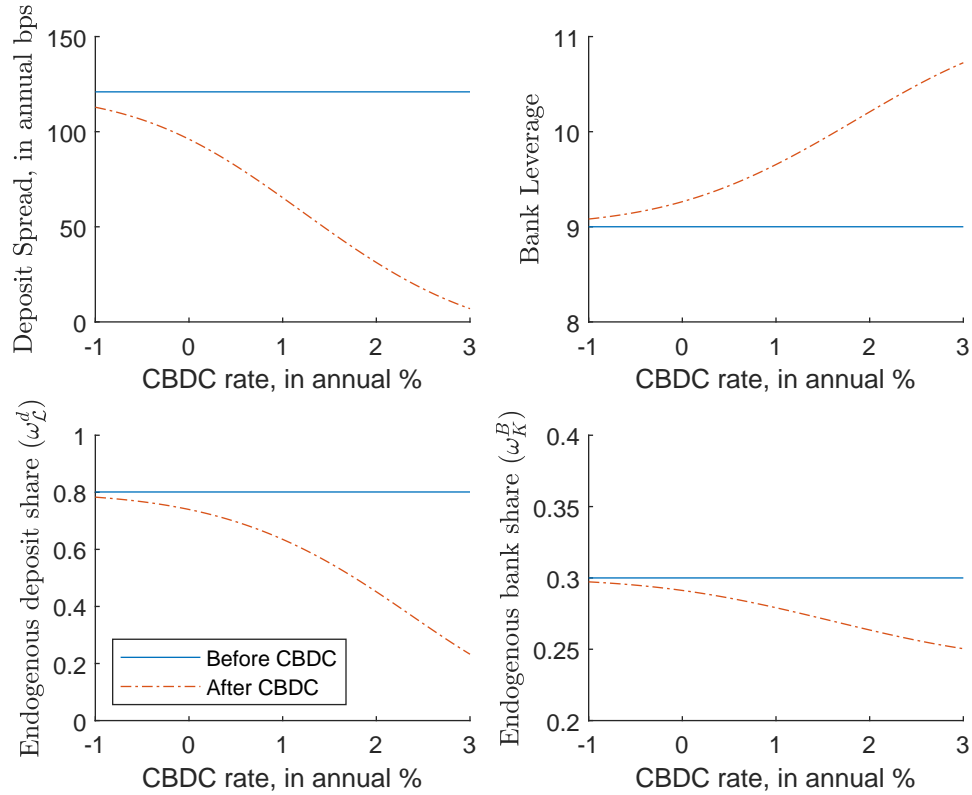 Deposit Spread, in annual bps
150
100
50
0
-1 0 1 2 3
CBDC rate, in annual %
Bank Leverage
11
10
9
8
-1 0 1 2 3
CBDC rate, in annual %
Endogenous deposit share (ω_ℒ^d)
1
0.8
0.6
0.4
0.2
0
Before CBDC
After CBDC
-1 0 1 2 3
CBDC rate, in annual %
Endogenous bank share (ω_K^B)
0.4
0.35
0.3
0.25
0.2
-1 0 1 2 3
CBDC rate, in annual %